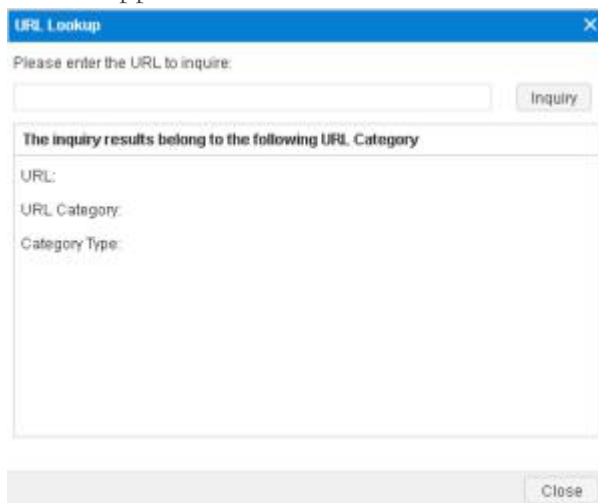 URL Lookup
Please enter the URL to inquire:
Inquiry
The inquiry results belong to the following URL Category
URL:
URL Category:
Category Type:
Close